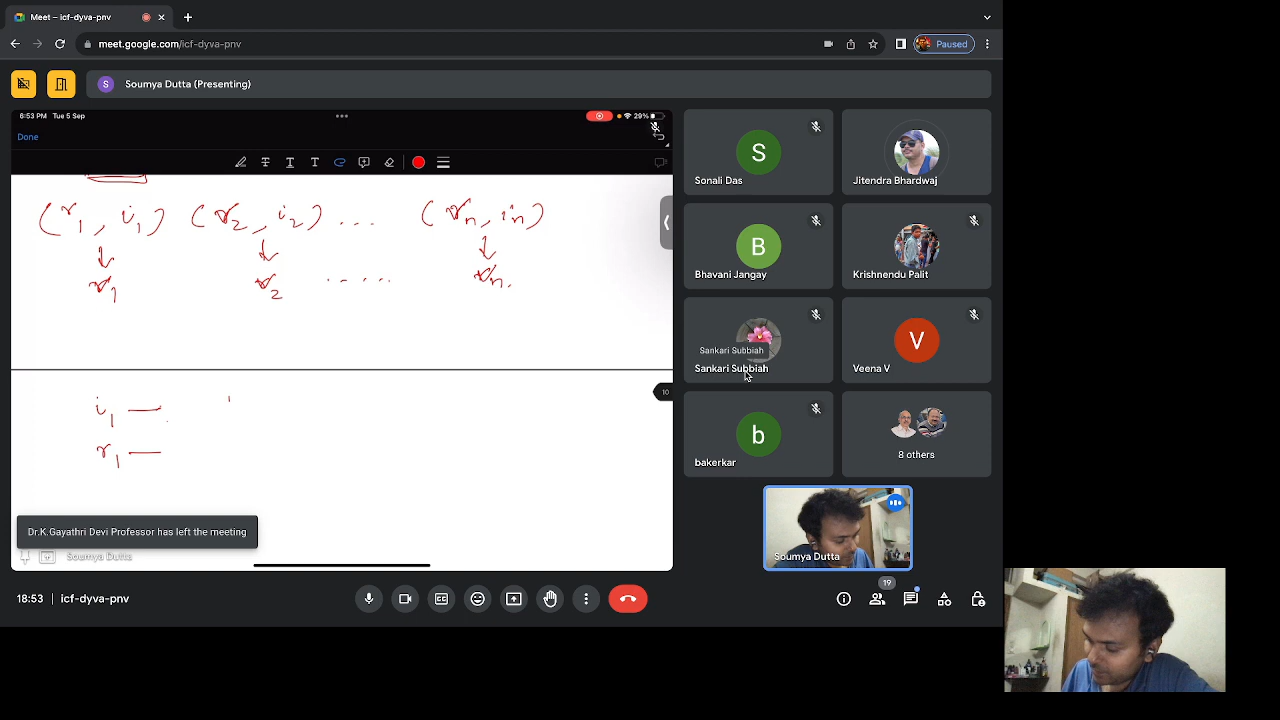 Meet – icf-dyva-pnv
meet.google.com/icf-dyva-pnv
Paused
S Soumya Dutta (Presenting)
6:53 PM Tue 5 Sep
29%
Done
T T T
(r1, i1) (r2, i2) ... (rn, in)
r1 r2 ..... rn.
10
i1 —
r1 —
Dr.K.Gayathri Devi Professor has left the meeting
Soumya Dutta
S
Sonali Das
Jitendra Bhardwaj
B
Bhavani Jangay
Krishnendu Palit
Sankari Subbiah
Sankari Subbiah
V
Veena V
b
bakerkar
8 others
Soumya Dutta
18:53 | icf-dyva-pnv
19